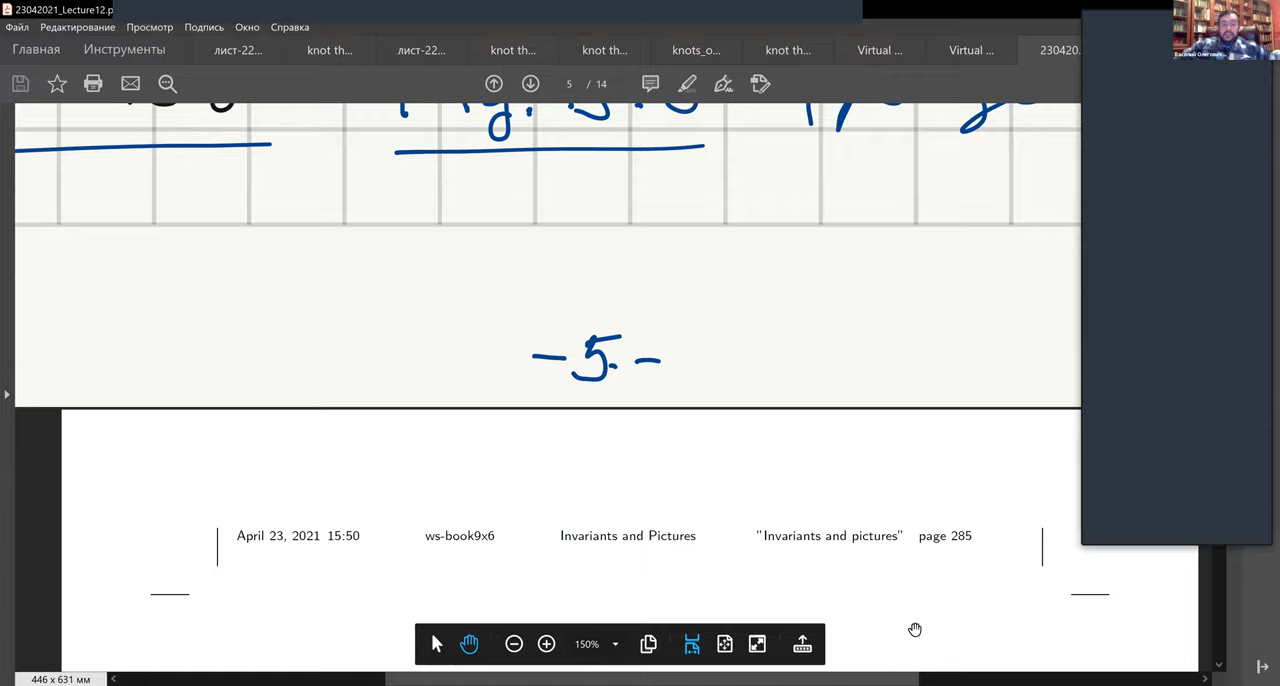 23042021_Lecture12.p
Файл Редактирование Просмотр Подпись Окно Справка
Главная Инструменты лист-22... knot th... лист-22... knot th... knot th... knots_o... knot th... Virtual ... Virtual ... 230420.
5 / 14
- 5. -
April 23, 2021 15:50 ws-book9x6 Invariants and Pictures "Invariants and pictures" page 285
150%
446 x 631 мм